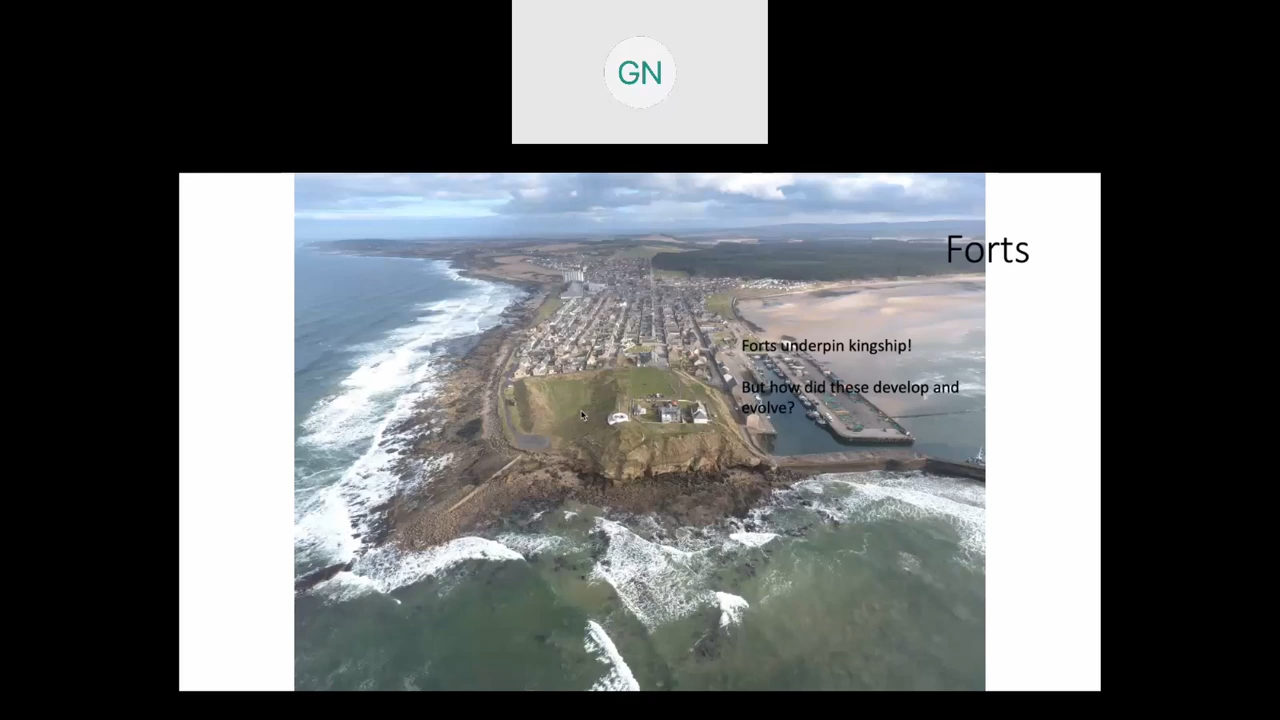 GN
Forts
Forts underpin kingship!
But how did these develop and
evolve?